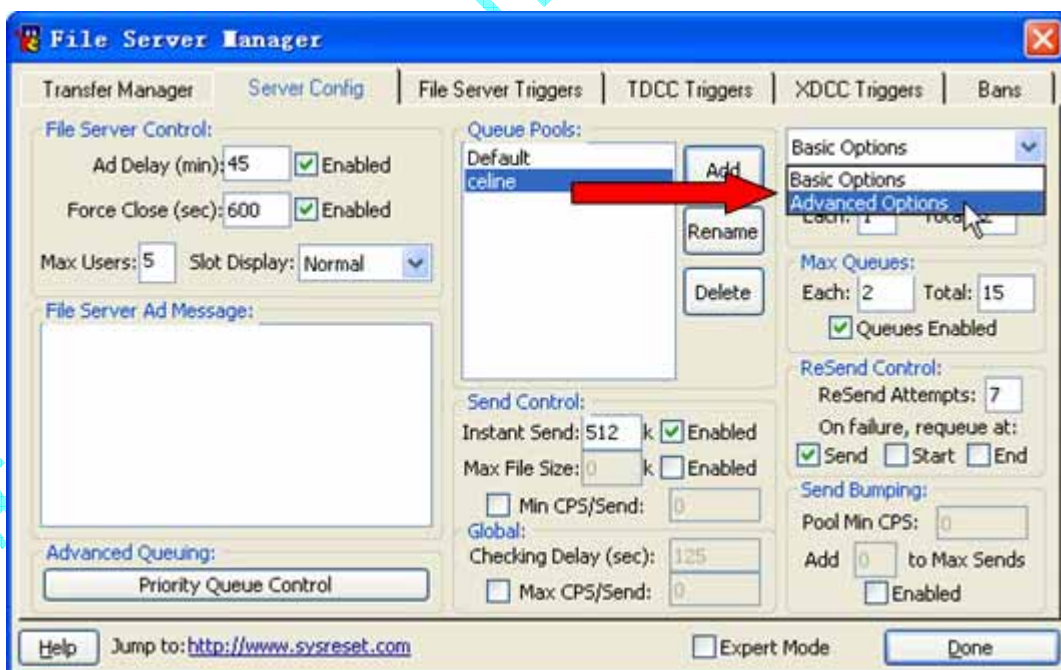 File Server Manager
Transfer Manager
Server Config
File Server Triggers
TDCC Triggers
XDCC Triggers
Bans
File Server Control:
Ad Delay (min): 45 Enabled
Force Close (sec): 600 Enabled
Max Users: 5 Slot Display: Normal
File Server Ad Message:
Advanced Queuing:
Priority Queue Control
Queue Pools:
Default
celine
Add
Rename
Delete
Send Control:
Instant Send: 512 k Enabled
Max File Size: 0 k Enabled
Min CPS/Send: 0
Global:
Checking Delay (sec): 125
Max CPS/Send: 0
Basic Options
Basic Options
Advanced Options
Each: 1 Total: 2
Max Queues:
Each: 2 Total: 15
Queues Enabled
ReSend Control:
ReSend Attempts: 7
On failure, requeue at:
Send Start End
Send Bumping:
Pool Min CPS: 0
Add 0 to Max Sends
Enabled
Help Jump to: http://www.sysreset.com Expert Mode Done